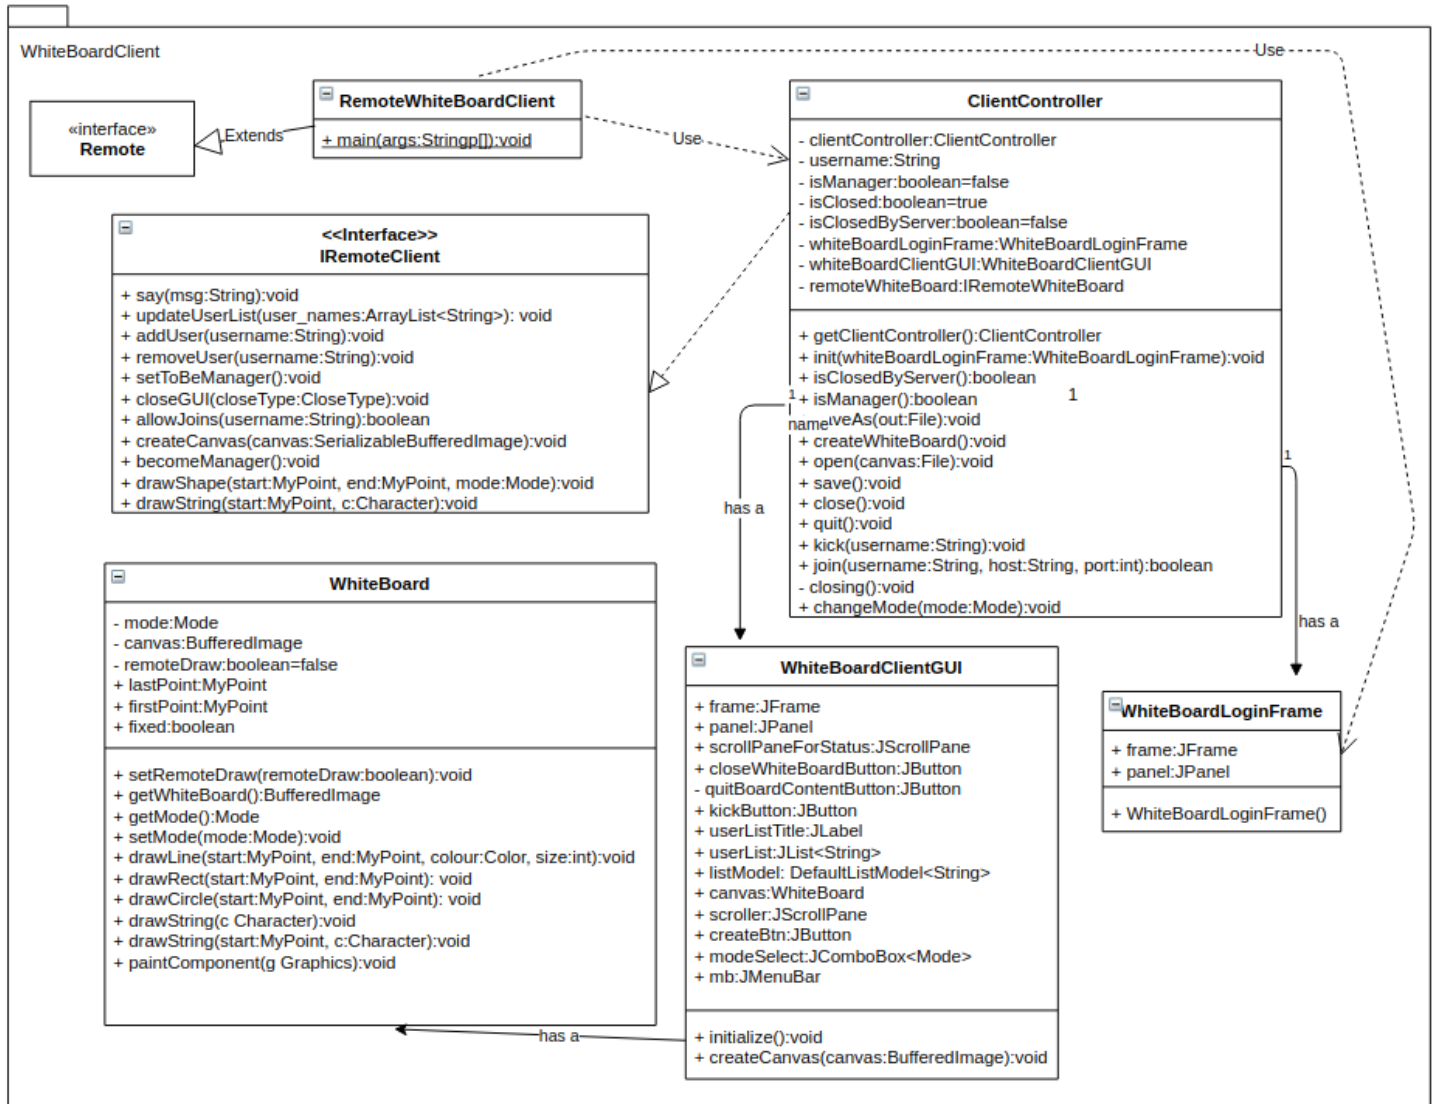 WhiteBoardClient
Use
«interface»
Remote
Extends
RemoteWhiteBoardClient
+ main(args:Stringp[]):void
Use
ClientController
- clientController:ClientController
- username:String
- isManager:boolean=false
- isClosed:boolean=true
- isClosedByServer:boolean=false
- whiteBoardLoginFrame:WhiteBoardLoginFrame
- whiteBoardClientGUI:WhiteBoardClientGUI
- remoteWhiteBoard:IRemoteWhiteBoard
+ getClientController():ClientController
+ init(whiteBoardLoginFrame:WhiteBoardLoginFrame):void
+ isClosedByServer():boolean
+ isManager():boolean
veAs(out:File):void
+ createWhiteBoard():void
+ open(canvas:File):void
+ save():void
+ close():void
+ quit():void
+ kick(username:String):void
+ join(username:String, host:String, port:int):boolean
- closing():void
+ changeMode(mode:Mode):void
1
1
name
1
has a
has a
<<Interface>>
IRemoteClient
+ say(msg:String):void
+ updateUserList(user_names:ArrayList<String>): void
+ addUser(username:String):void
+ removeUser(username:String):void
+ setToBeManager():void
+ closeGUI(closeType:CloseType):void
+ allowJoins(username:String):boolean
+ createCanvas(canvas:SerializableBufferedImage):void
+ becomeManager():void
+ drawShape(start:MyPoint, end:MyPoint, mode:Mode):void
+ drawString(start:MyPoint, c:Character):void
WhiteBoard
- mode:Mode
- canvas:BufferedImage
- remoteDraw:boolean=false
+ lastPoint:MyPoint
+ firstPoint:MyPoint
+ fixed:boolean
+ setRemoteDraw(remoteDraw:boolean):void
+ getWhiteBoard():BufferedImage
+ getMode():Mode
+ setMode(mode:Mode):void
+ drawLine(start:MyPoint, end:MyPoint, colour:Color, size:int):void
+ drawRect(start:MyPoint, end:MyPoint): void
+ drawCircle(start:MyPoint, end:MyPoint): void
+ drawString(c Character):void
+ drawString(start:MyPoint, c:Character):void
+ paintComponent(g Graphics):void
has a
WhiteBoardClientGUI
+ frame:JFrame
+ panel:JPanel
+ scrollPaneForStatus:JScrollPane
+ closeWhiteBoardButton:JButton
- quitBoardContentButton:JButton
+ kickButton:JButton
+ userListTitle:JLabel
+ userList:JList<String>
+ listModel: DefaultListModel<String>
+ canvas:WhiteBoard
+ scroller:JScrollPane
+ createBtn:JButton
+ modeSelect:JComboBox<Mode>
+ mb:JMenuBar
+ initialize():void
+ createCanvas(canvas:BufferedImage):void
WhiteBoardLoginFrame
+ frame:JFrame
+ panel:JPanel
+ WhiteBoardLoginFrame()